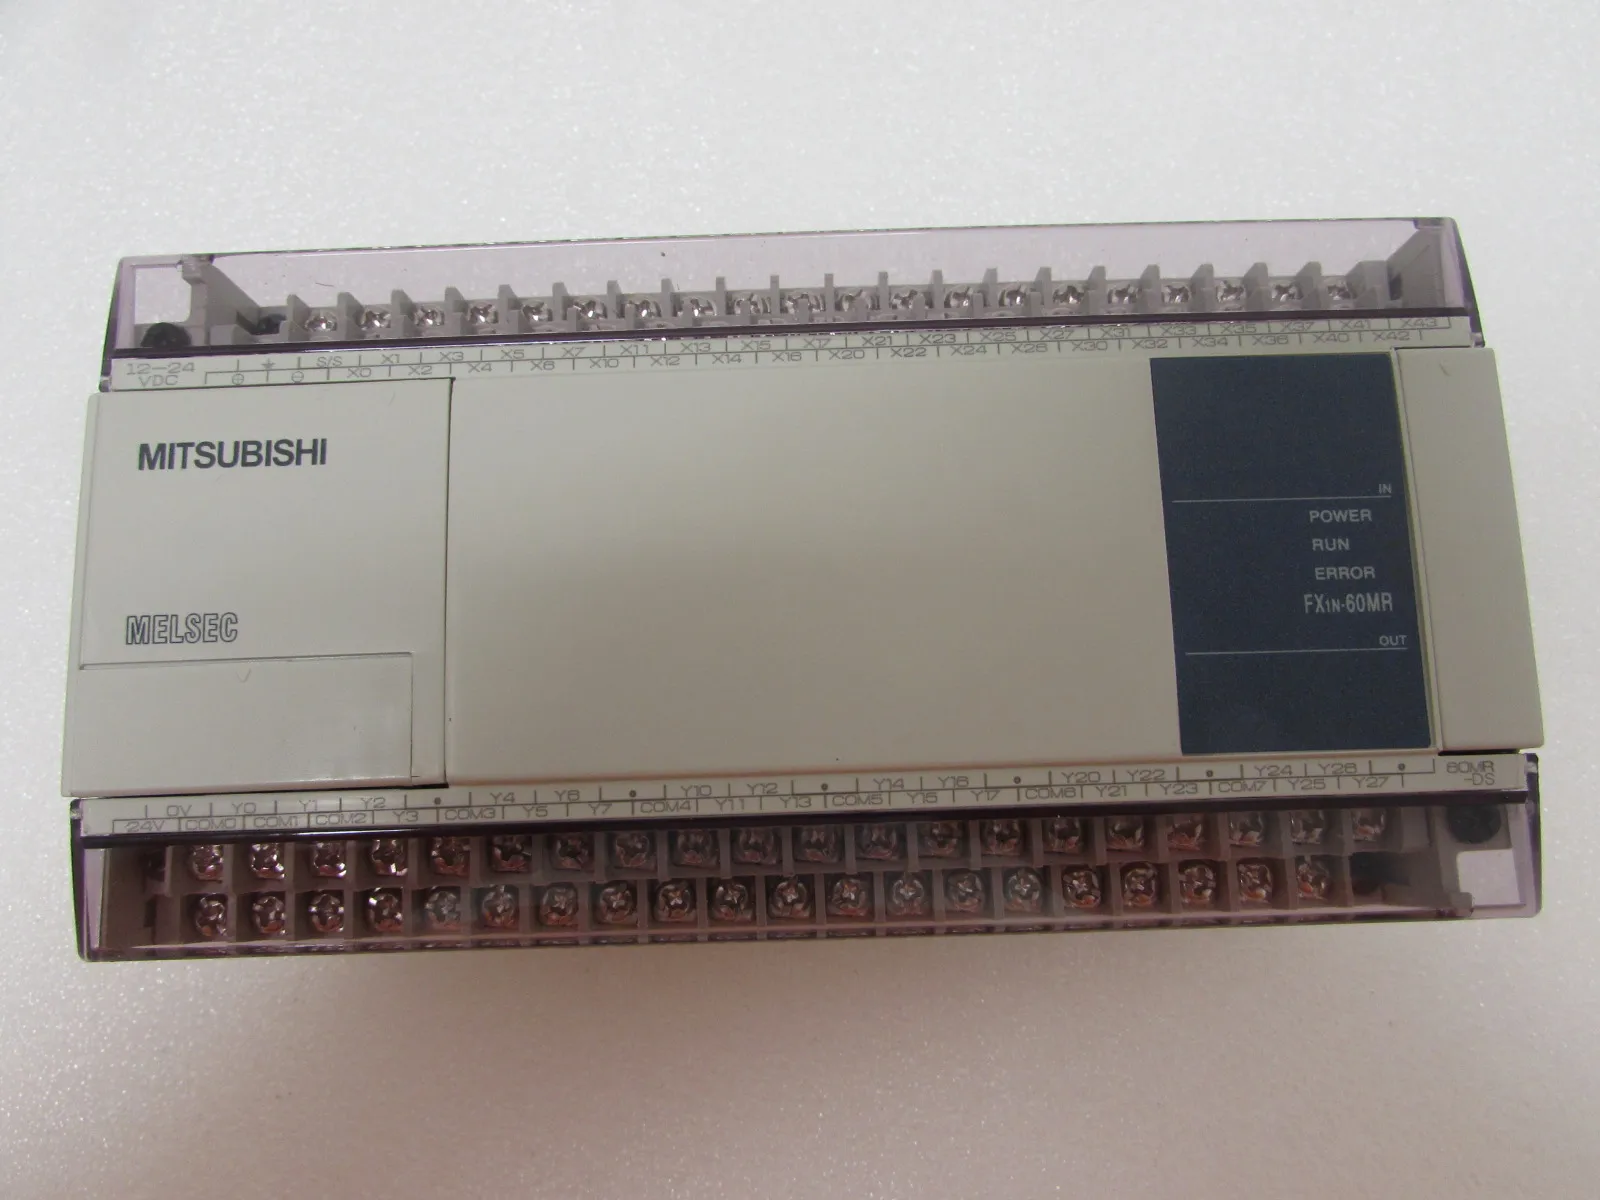 X1 X3 X5 X7 X11 X13 X15 X17 X21 X23 X25 X27 X31 X33 X35 X37 X41 X43
12-24 VDC S/S X0 X2 X4 X6 X10 X12 X14 X16 X20 X22 X24 X26 X30 X32 X34 X36 X40 X42
MITSUBISHI
IN
POWER
RUN
ERROR
FX1N-60MR
MELSEC
OUT
0V Y0 Y1 Y2 • Y4 Y6 • Y10 Y12 • Y14 Y16 • Y20 Y22 • Y24 Y26 • 60MR
24V COM0 COM1 COM2 Y3 COM3 Y5 Y7 COM4 Y11 Y13 COM5 Y15 Y17 COM6 Y21 Y23 COM7 Y25 Y27 -DS